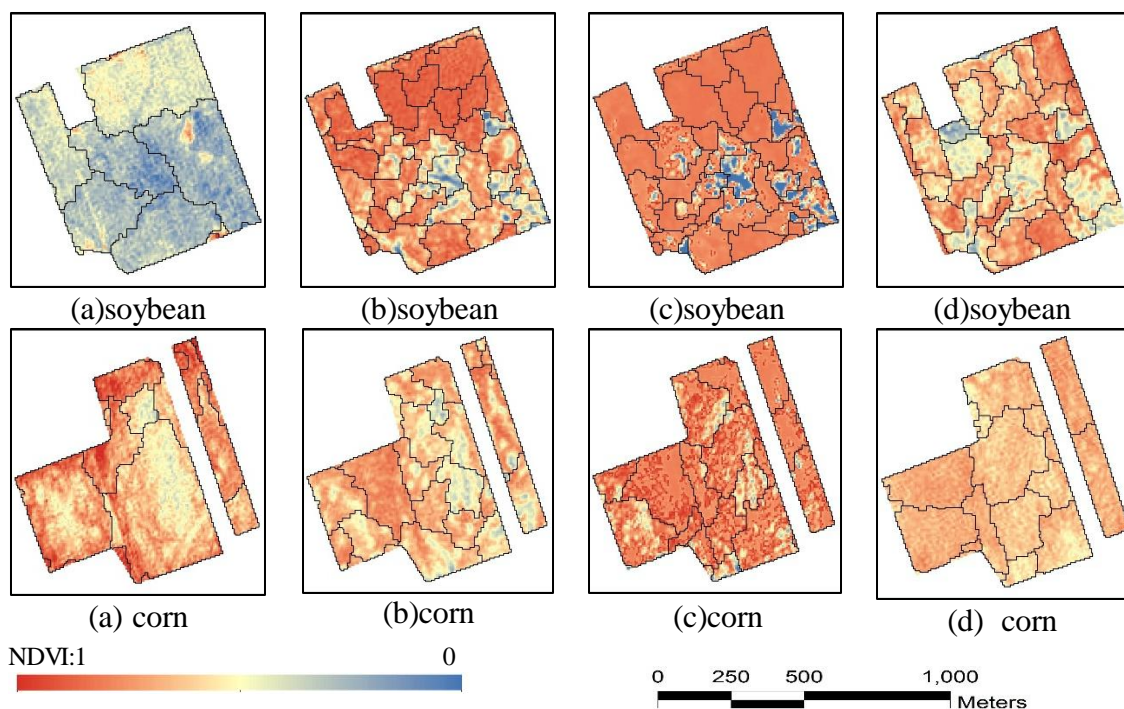 (a)soybean (b)soybean (c)soybean (d)soybean
(a) corn (b)corn (c)corn (d) corn
NDVI:1 0
0 250 500 1,000
Meters